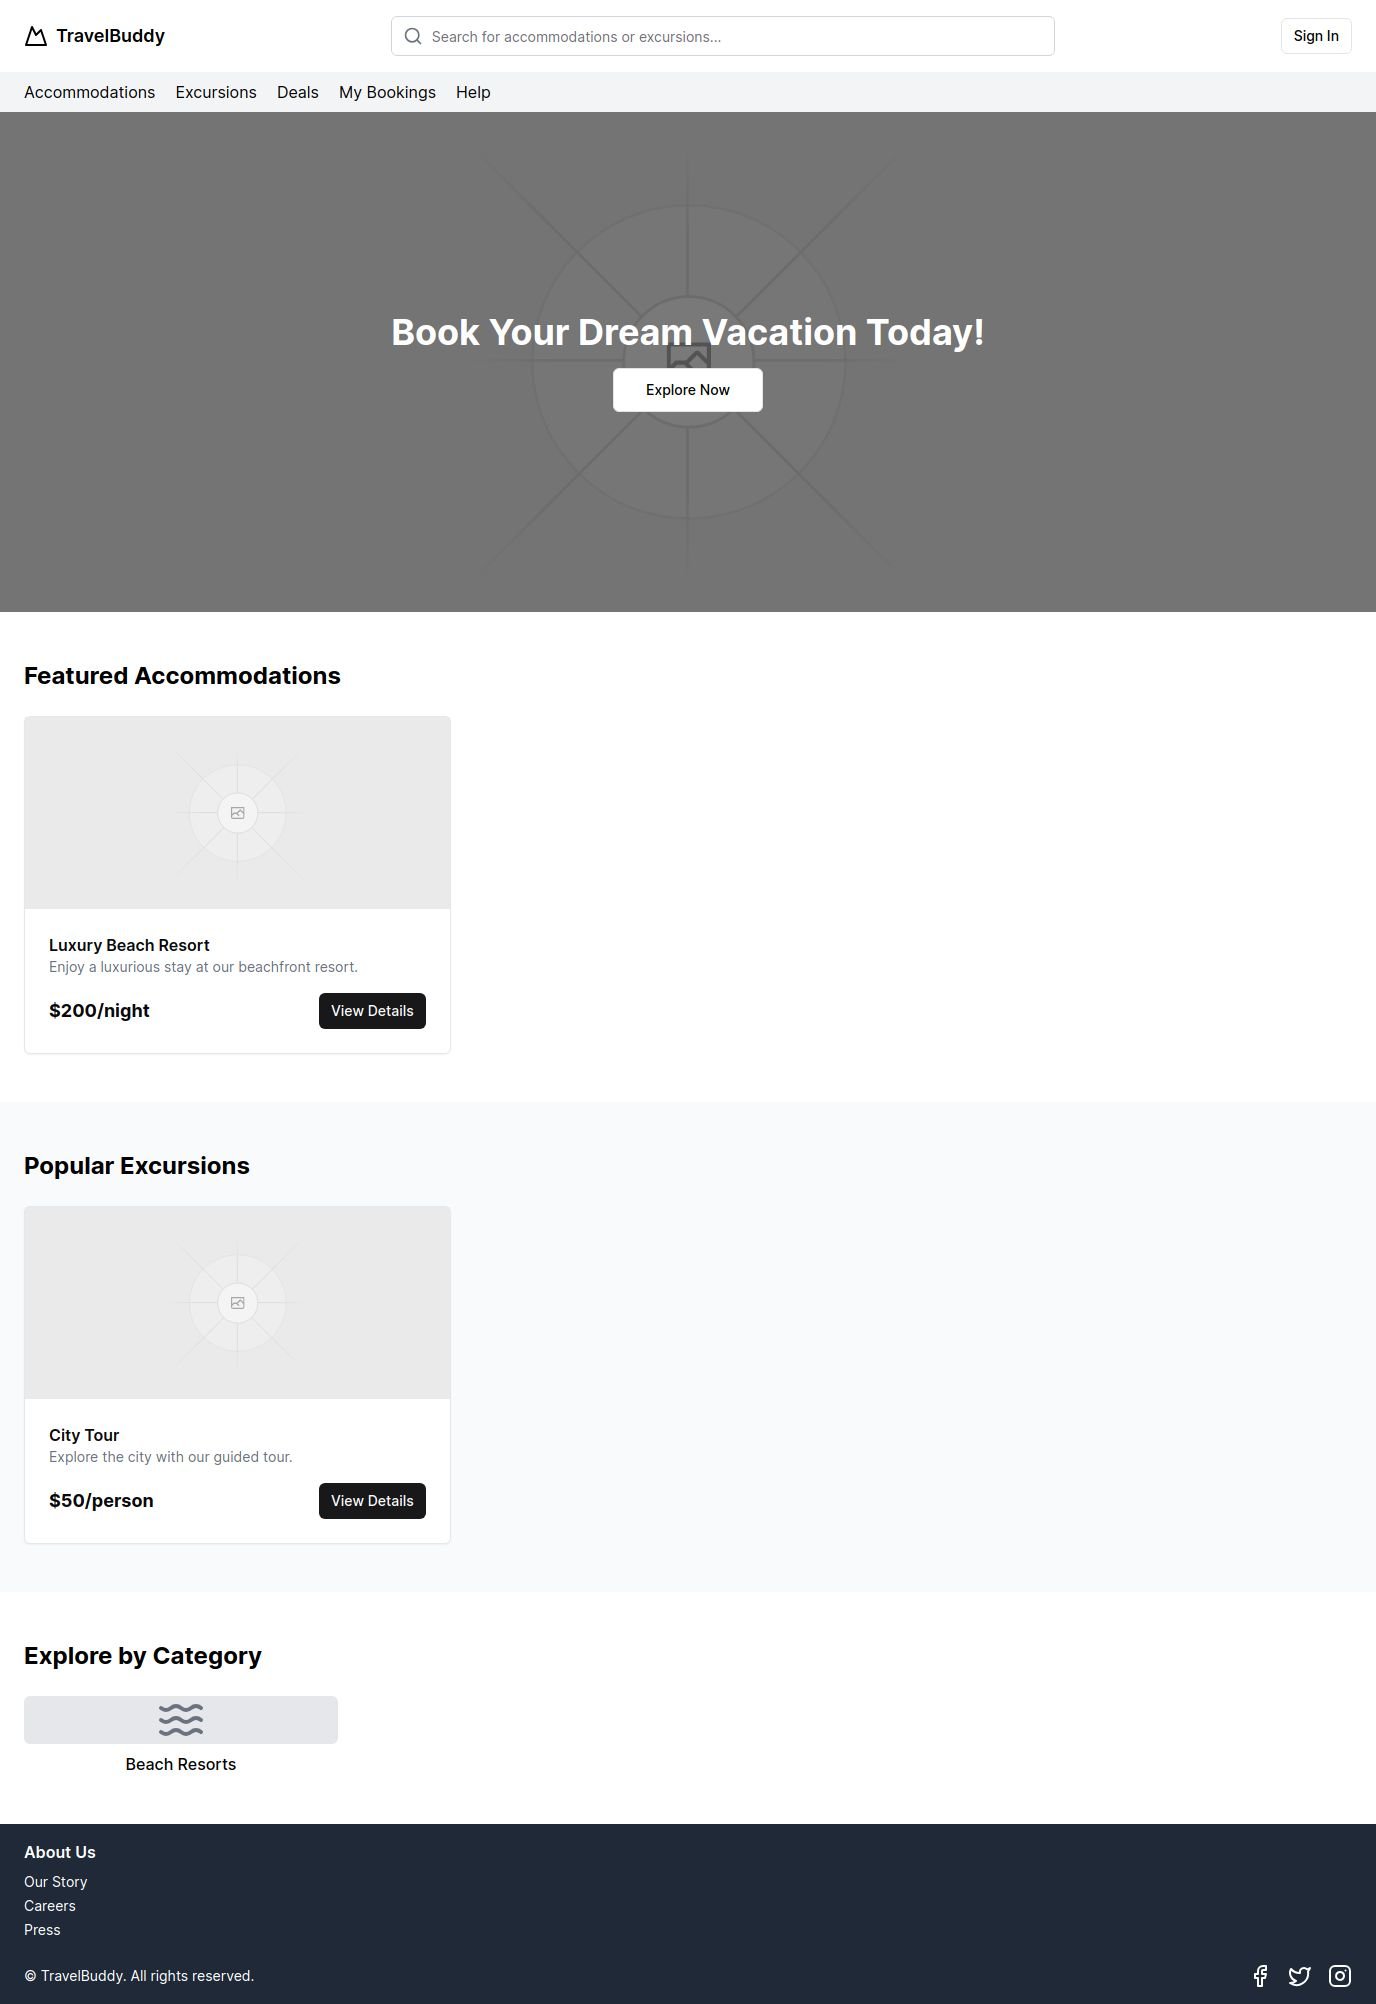 TravelBuddy
Search for accommodations or excursions...
Sign In
Accommodations Excursions Deals My Bookings Help
Book Your Dream Vacation Today!
Explore Now
Featured Accommodations
Luxury Beach Resort
Enjoy a luxurious stay at our beachfront resort.
$200/night
View Details
Popular Excursions
City Tour
Explore the city with our guided tour.
$50/person
View Details
Explore by Category
Beach Resorts
About Us
Our Story
Careers
Press
© TravelBuddy. All rights reserved.